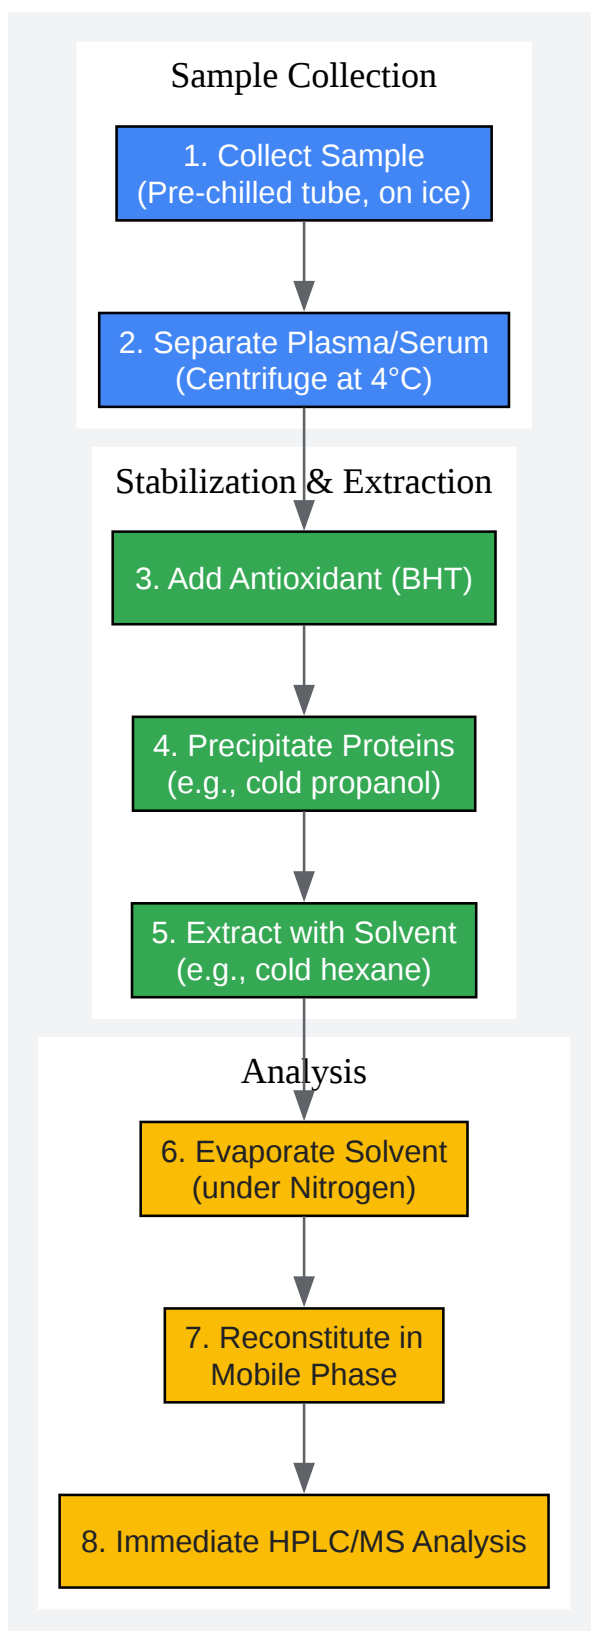 Sample Collection
1. Collect Sample
(Pre-chilled tube, on ice)
2. Separate Plasma/Serum
(Centrifuge at 4°C)
Stabilization & Extraction
3. Add Antioxidant (BHT)
4. Precipitate Proteins
(e.g., cold propanol)
5. Extract with Solvent
(e.g., cold hexane)
Analysis
6. Evaporate Solvent
(under Nitrogen)
7. Reconstitute in
Mobile Phase
8. Immediate HPLC/MS Analysis